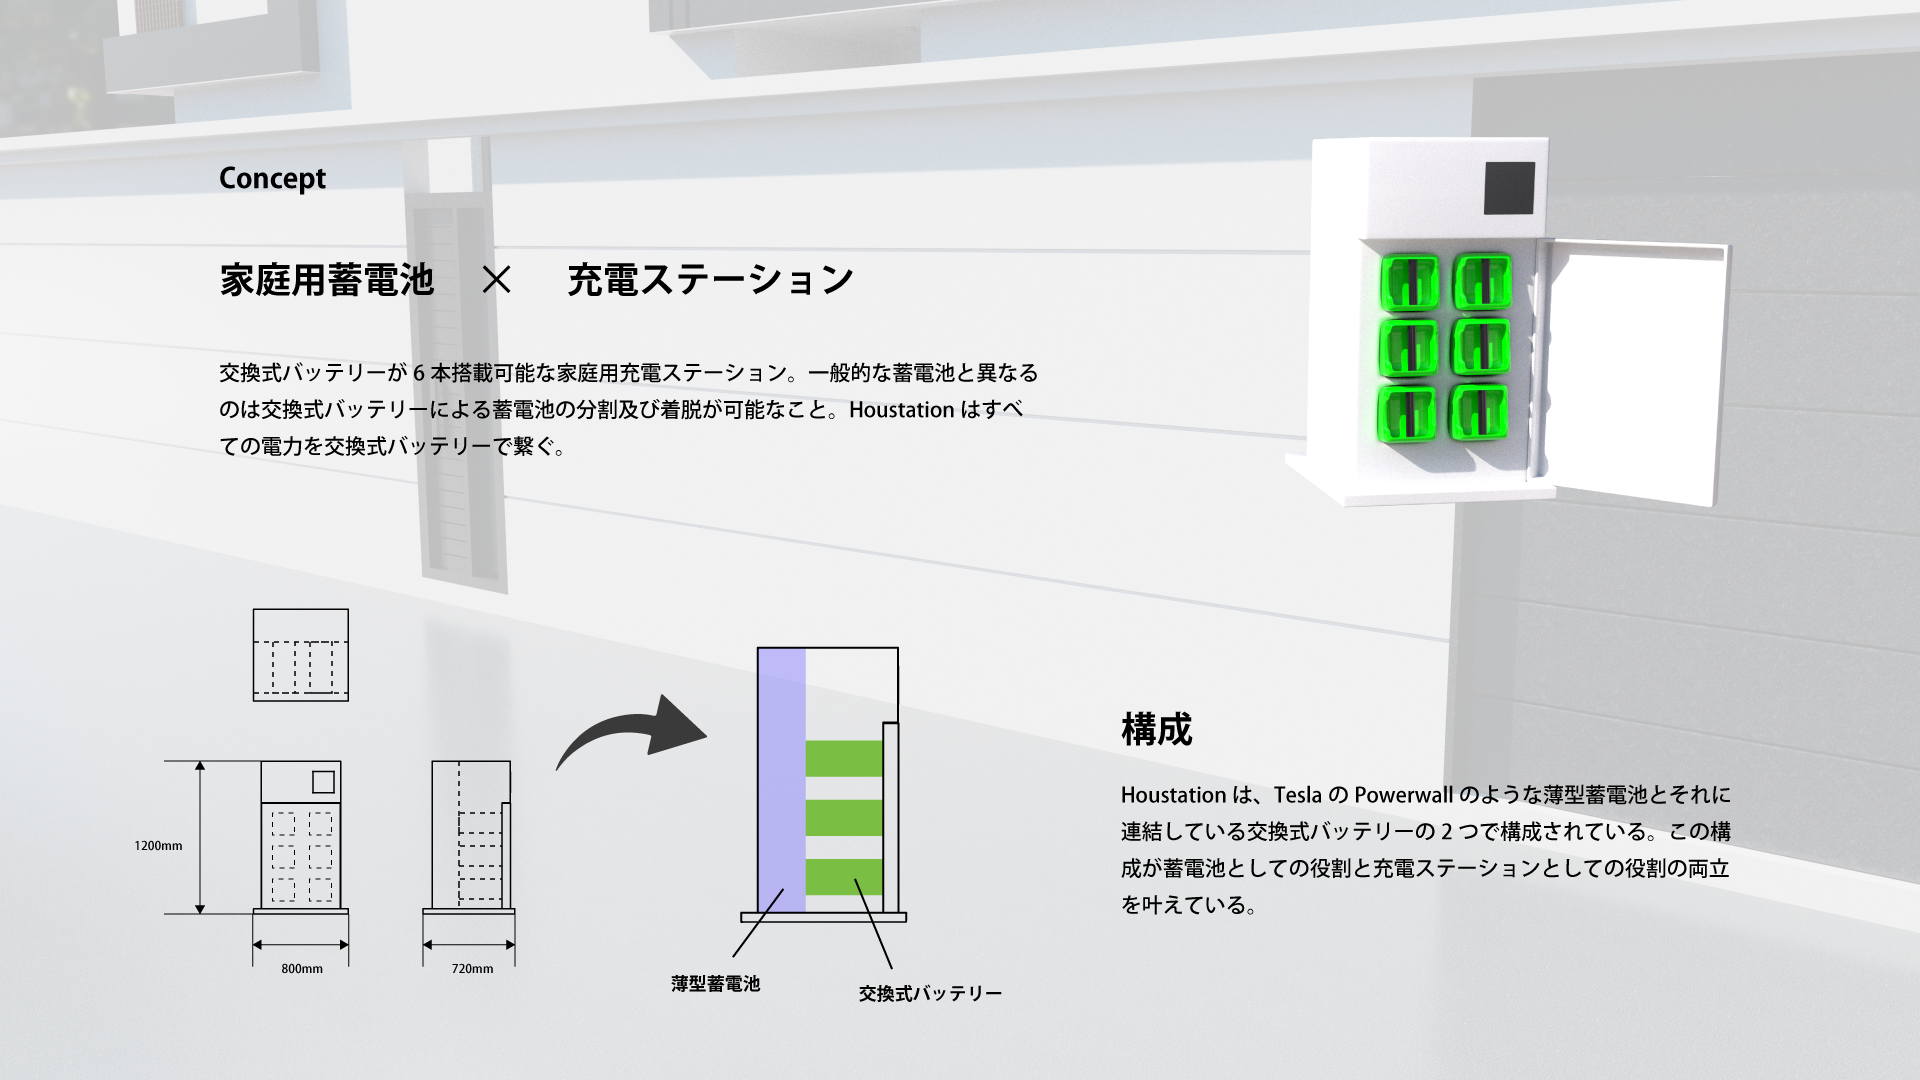 Concept
家庭用蓄電池 × 充電ステーション
交換式バッテリーが 6 本搭載可能な家庭用充電ステーション。一般的な蓄電池と異なる
のは交換式バッテリーによる蓄電池の分割及び着脱が可能なこと。Houstation はすべ
ての電力を交換式バッテリーで繋ぐ。
1200mm
800mm
720mm
薄型蓄電池
交換式バッテリー
構成
Houstation は、Tesla の Powerwall のような薄型蓄電池とそれに
連結している交換式バッテリーの 2 つで構成されている。この構
成が蓄電池としての役割と充電ステーションとしての役割の両立
を叶えている。